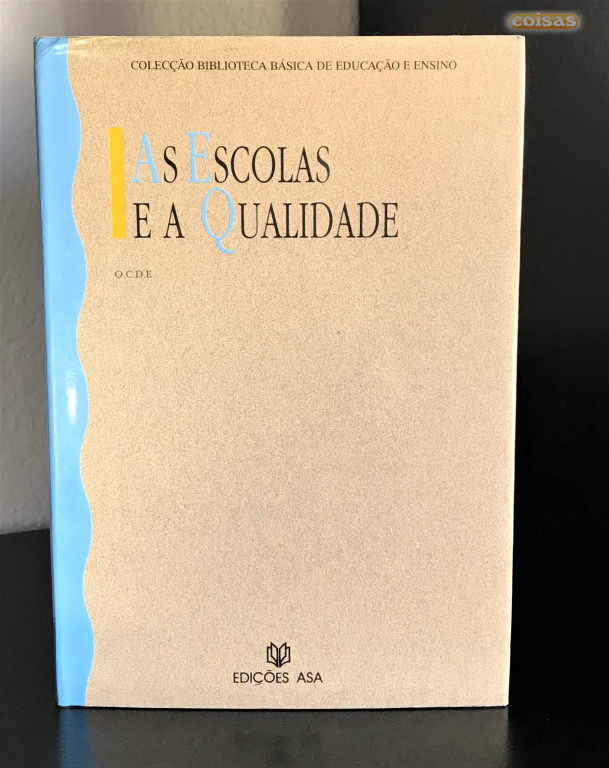 coisas
COLECÇÃO BIBLIOTECA BÁSICA DE EDUCAÇÃO E ENSINO
AS ESCOLAS
E A QUALIDADE
O.C.D.E
EDIÇÕES ASA